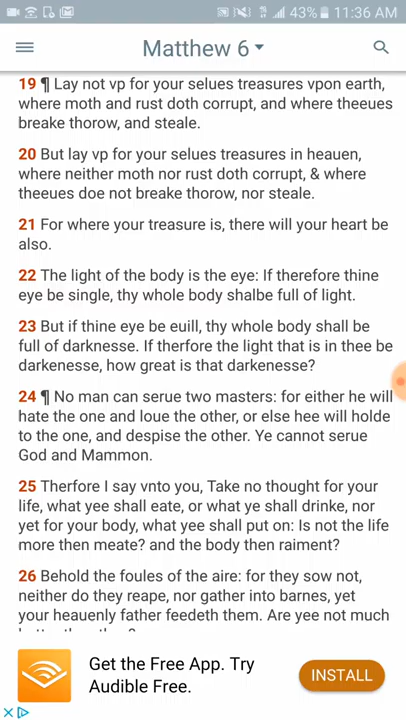 43% 11:36 AM
Matthew 6
19 ¶ Lay not vp for your selues treasures vpon earth,
where moth and rust doth corrupt, and where theeues
breake thorow, and steale.
20 But lay vp for your selues treasures in heauen,
where neither moth nor rust doth corrupt, & where
theeues doe not breake thorow, nor steale.
21 For where your treasure is, there will your heart be
also.
22 The light of the body is the eye: If therefore thine
eye be single, thy whole body shalbe full of light.
23 But if thine eye be euill, thy whole body shall be
full of darknesse. If therfore the light that is in thee be
darkenesse, how great is that darkenesse?
24 ¶ No man can serue two masters: for either he will
hate the one and loue the other, or else hee will holde
to the one, and despise the other. Ye cannot serue
God and Mammon.
25 Therfore I say vnto you, Take no thought for your
life, what yee shall eate, or what ye shall drinke, nor
yet for your body, what yee shall put on: Is not the life
more then meate? and the body then raiment?
26 Behold the foules of the aire: for they sow not,
neither do they reape, nor gather into barnes, yet
your heauenly father feedeth them. Are yee not much
Get the Free App. Try
Audible Free.
INSTALL